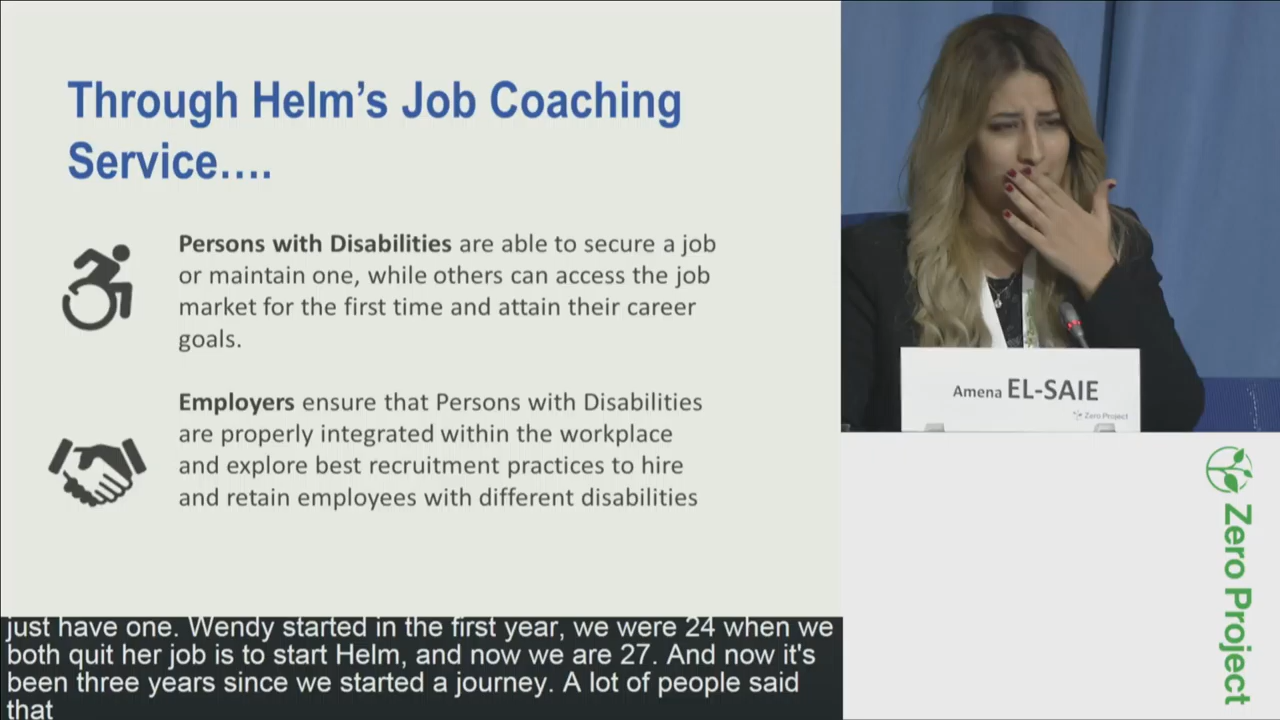 Through Helm's Job Coaching
Service....
Persons with Disabilities are able to secure a job
or maintain one, while others can access the job
market for the first time and attain their career
goals.
Employers ensure that Persons with Disabilities
are properly integrated within the workplace
and explore best recruitment practices to hire
and retain employees with different disabilities
Amena EL-SAIE
Zero Project
Zero Project
just have one. Wendy started in the first year, we were 24 when we
both quit her job is to start Helm, and now we are 27. And now it's
been three years since we started a journey. A lot of people said
that